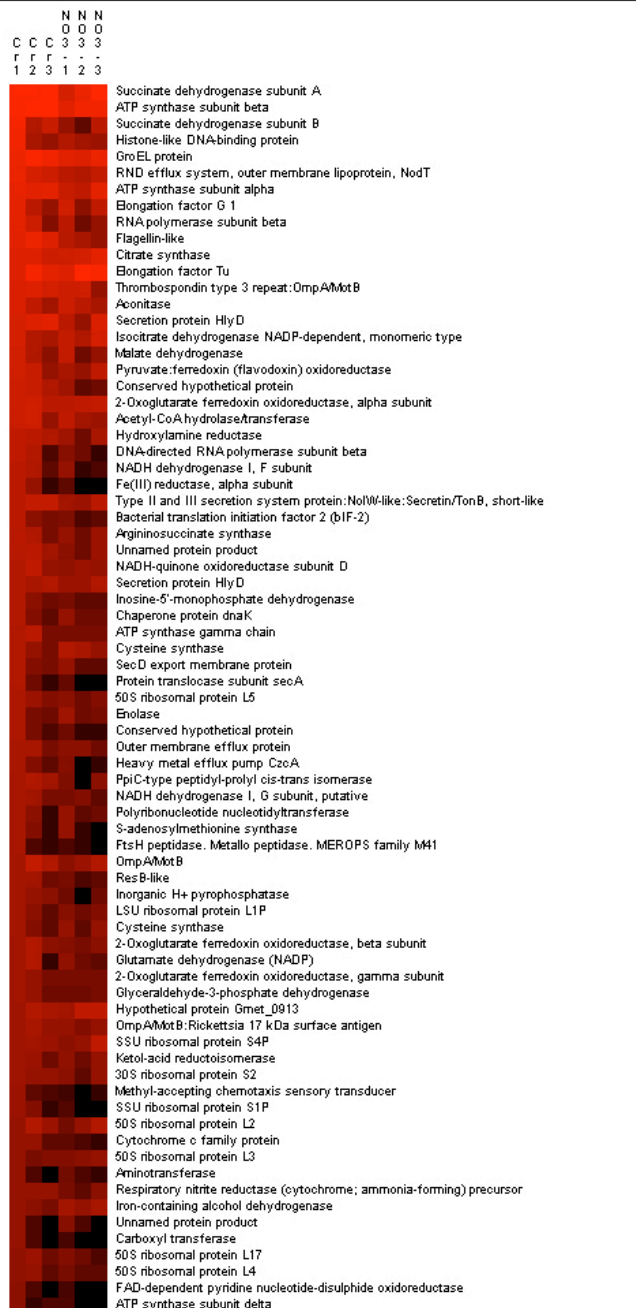 Cr1 Cr2 Cr3 NO3-1 NO3-2 NO3-3
Succinate dehydrogenase subunit A
ATP synthase subunit beta
Succinate dehydrogenase subunit B
Histone-like DNA-binding protein
GroEL protein
RND efflux system, outer membrane lipoprotein, NodT
ATP synthase subunit alpha
Elongation factor G 1
RNA polymerase subunit beta
Flagellin-like
Citrate synthase
Elongation factor Tu
Thrombospondin type 3 repeat:OmpA/MotB
Aconitase
Secretion protein HlyD
Isocitrate dehydrogenase NADP-dependent, monomeric type
Malate dehydrogenase
Pyruvate:ferredoxin (flavodoxin) oxidoreductase
Conserved hypothetical protein
2-Oxoglutarate ferredoxin oxidoreductase, alpha subunit
Acetyl-CoA hydrolase/transferase
Hydroxylamine reductase
DNA-directed RNA polymerase subunit beta
NADH dehydrogenase I, F subunit
Fe(III) reductase, alpha subunit
Type II and III secretion system protein:NolW-like:Secretin/TonB, short-like
Bacterial translation initiation factor 2 (bIF-2)
Argininosuccinate synthase
Unnamed protein product
NADH-quinone oxidoreductase subunit D
Secretion protein HlyD
Inosine-5'-monophosphate dehydrogenase
Chaperone protein dnaK
ATP synthase gamma chain
Cysteine synthase
SecD export membrane protein
Protein translocase subunit secA
50S ribosomal protein L5
Enolase
Conserved hypothetical protein
Outer membrane efflux protein
Heavy metal efflux pump CzcA
PpiC-type peptidyl-prolyl cis-trans isomerase
NADH dehydrogenase I, G subunit, putative
Polyribonucleotide nucleotidyltransferase
S-adenosylmethionine synthase
FtsH peptidase. Metallo peptidase. MEROPS family M41
OmpA/MotB
ResB-like
Inorganic H+ pyrophosphatase
LSU ribosomal protein L1P
Cysteine synthase
2-Oxoglutarate ferredoxin oxidoreductase, beta subunit
Glutamate dehydrogenase (NADP)
2-Oxoglutarate ferredoxin oxidoreductase, gamma subunit
Glyceraldehyde-3-phosphate dehydrogenase
Hypothetical protein Gmet_0913
OmpA/MotB:Rickettsia 17 kDa surface antigen
SSU ribosomal protein S4P
Ketol-acid reductoisomerase
30S ribosomal protein S2
Methyl-accepting chemotaxis sensory transducer
SSU ribosomal protein S1P
50S ribosomal protein L2
Cytochrome c family protein
50S ribosomal protein L3
Aminotransferase
Respiratory nitrite reductase (cytochrome; ammonia-forming) precursor
Iron-containing alcohol dehydrogenase
Unnamed protein product
Carboxyl transferase
50S ribosomal protein L17
50S ribosomal protein L4
FAD-dependent pyridine nucleotide-disulphide oxidoreductase
ATP synthase subunit delta